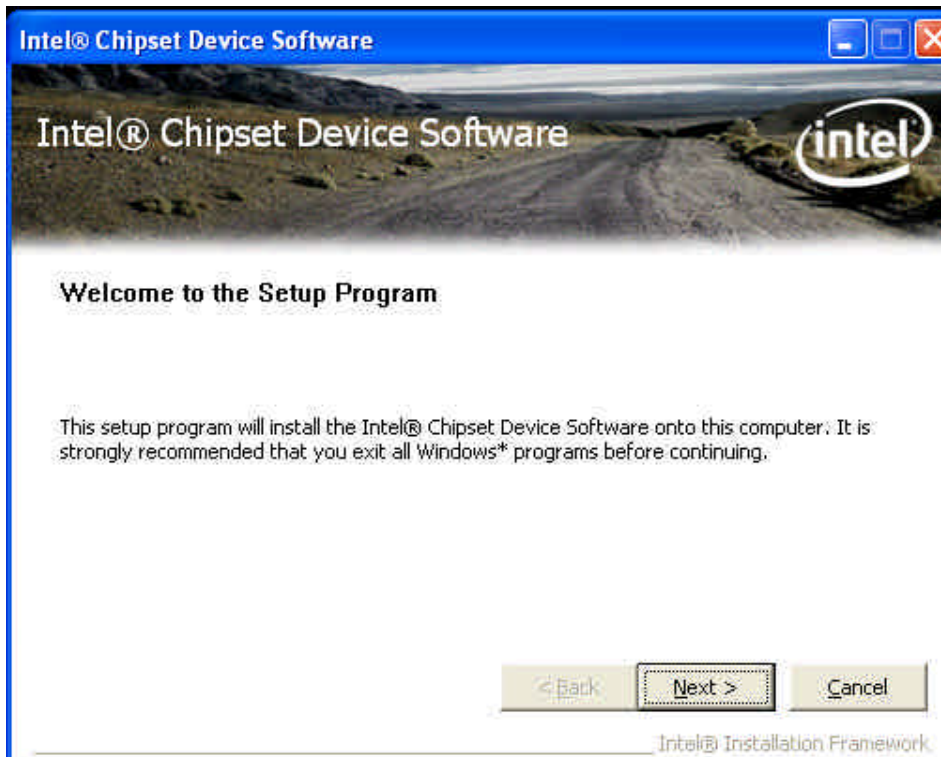 Intel® Chipset Device Software
Intel® Chipset Device Software
intel
Welcome to the Setup Program
This setup program will install the Intel® Chipset Device Software onto this computer. It is
strongly recommended that you exit all Windows* programs before continuing.
< Back Next > Cancel
Intel® Installation Framework